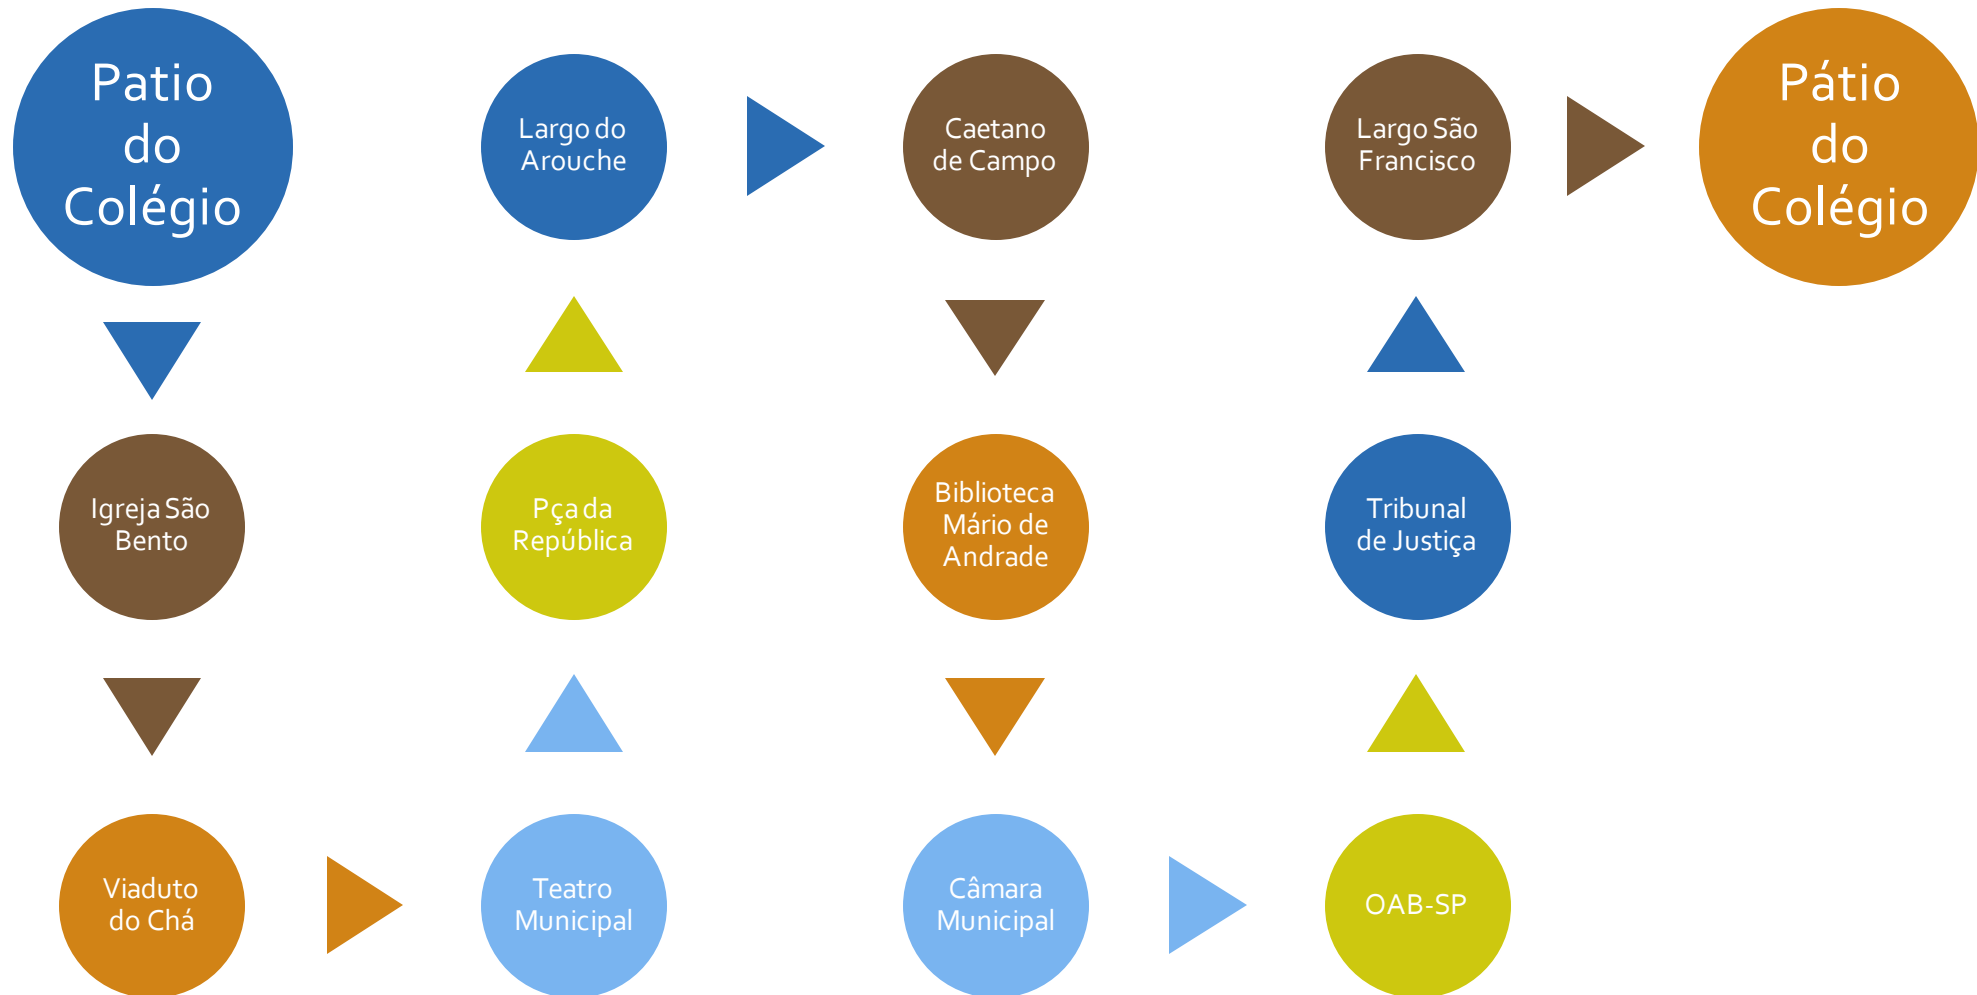 Patio
do
Colégio
Igreja São
Bento
Viaduto
do Chá
Teatro
Municipal
Pça da
República
Largo do
Arouche
Caetano
de Campo
Biblioteca
Mário de
Andrade
Câmara
Municipal
OAB-SP
Tribunal
de Justiça
Largo São
Francisco
Pátio
do
Colégio